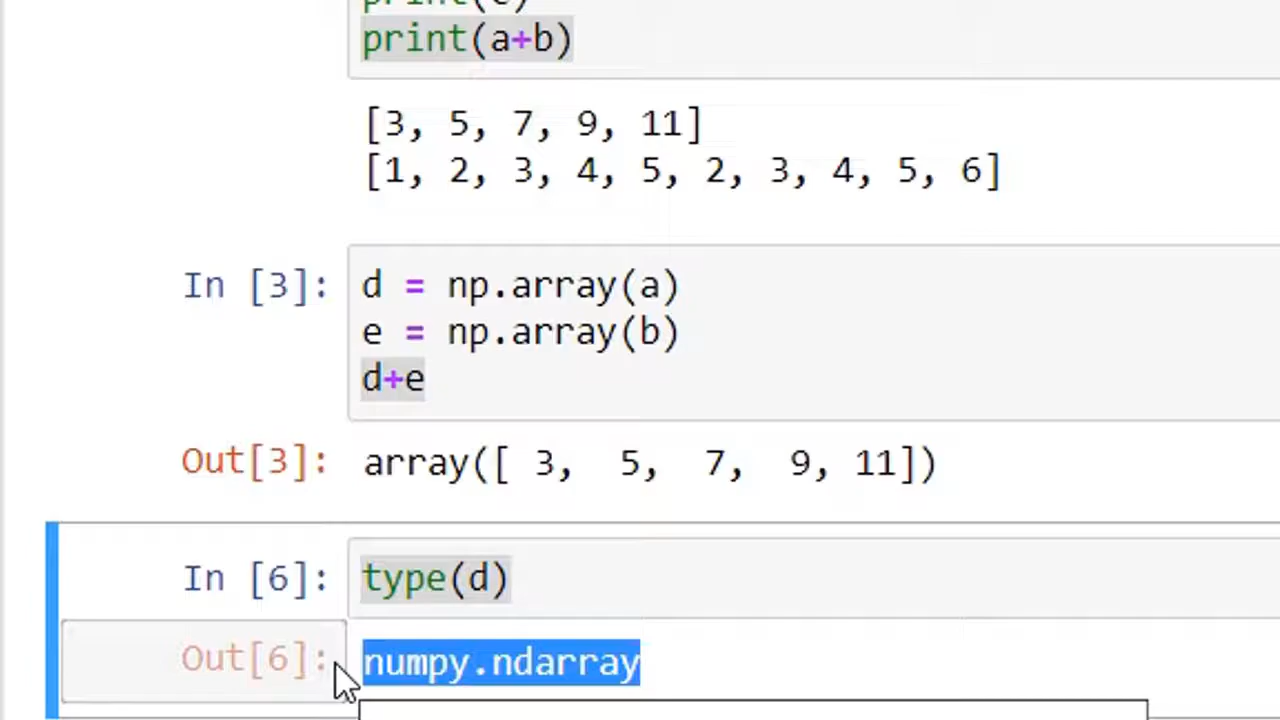 print(c)
print(a+b)
[3, 5, 7, 9, 11]
[1, 2, 3, 4, 5, 2, 3, 4, 5, 6]
In [3]: d = np.array(a)
e = np.array(b)
d+e
Out[3]: array([ 3,  5,  7,  9, 11])
In [6]: type(d)
Out[6]: numpy.ndarray